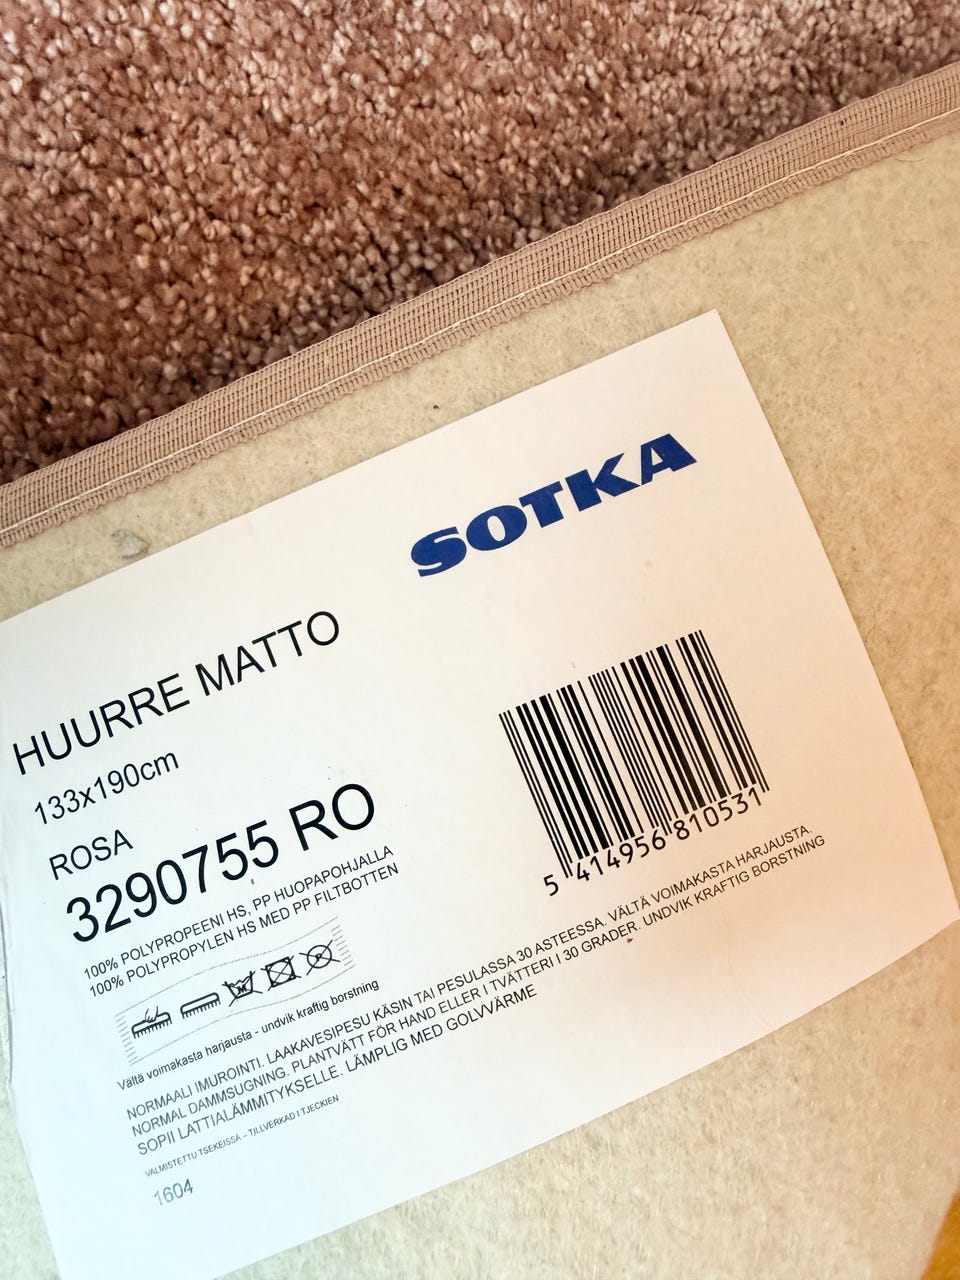 SOTKA
HUURRE MATTO
133x190cm
ROSA
3290755 RO
5 414956 810531
100% POLYPROPEENI HS, PP HUOPAPOHJALLA
100% POLYPROPYLEN HS MED PP FILTBOTTEN
Vältä voimakasta harjausta - undvik kraftig borstning
NORMAALI IMUROINTI. LAAKAVESIPESU KÄSIN TAI PESULASSA 30 ASTEESSA. VÄLTÄ VOIMAKASTA HARJAUSTA.
NORMAL DAMMSUGNING. PLANTVÄTT FÖR HAND ELLER I TVÄTTERI I 30 GRADER. UNDVIK KRAFTIG BORSTNING
SOPII LATTIALÄMMITYKSELLE. LÄMPLIG MED GOLVVÄRME
VALMISTETTU TSEKEISSÄ - TILLVERKAD I TJECKIEN
1604